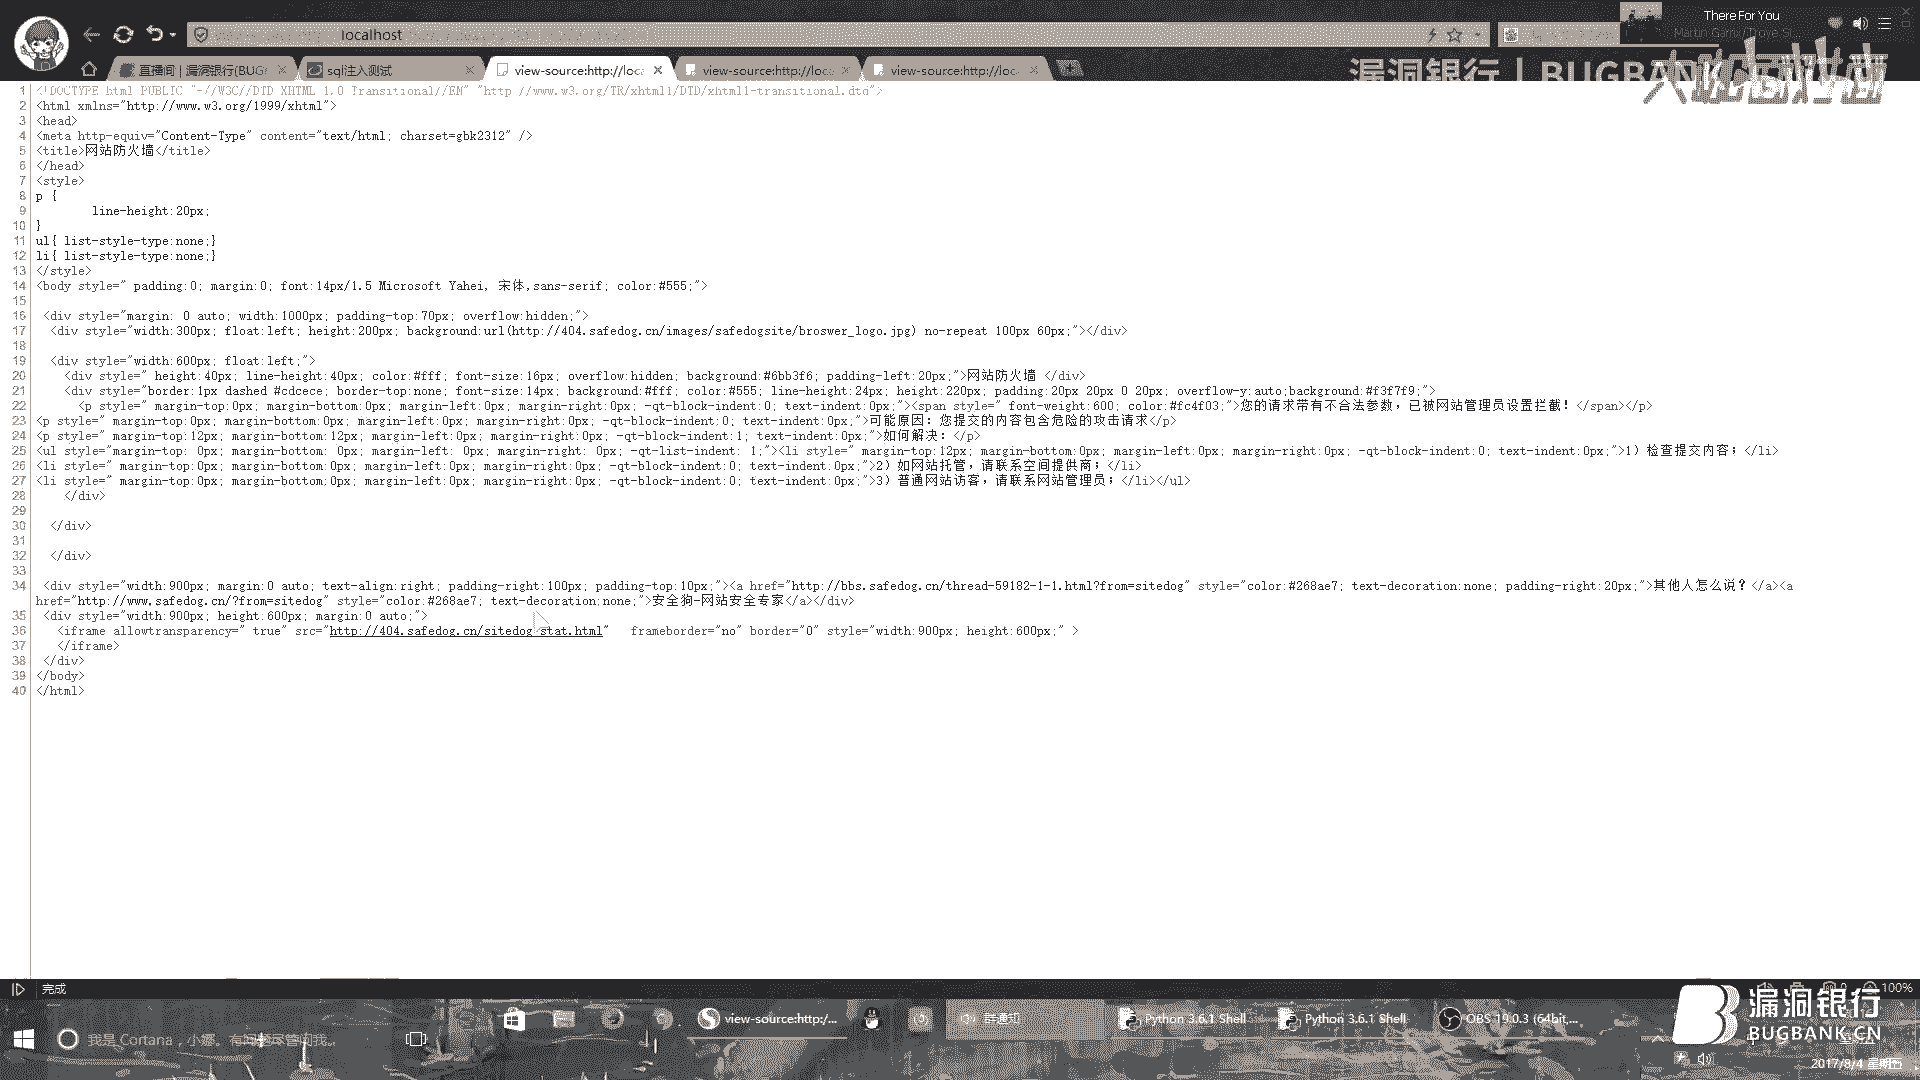 There For You
localhost
直播间 | 漏洞银行(BUG
sql注入测试
view-source:http://loca
view-source:http://loca
view-source:http://loc
漏洞银行 | BUGBANK
1 <!DOCTYPE html PUBLIC "-//W3C//DTD XHTML 1.0 Transitional//EN" "http://www.w3.org/TR/xhtml1/DTD/xhtml1-transitional.dtd">
2 <html xmlns="http://www.w3.org/1999/xhtml">
3 <head>
4 <meta http-equiv="Content-Type" content="text/html; charset=gbk2312" />
5 <title>网站防火墙</title>
6 </head>
7 <style>
8 p {
9 line-height:20px;
10 }
11 ul{ list-style-type:none;}
12 li{ list-style-type:none;}
13 </style>
14 <body style=" padding:0; margin:0; font:14px/1.5 Microsoft Yahei, 宋体,sans-serif; color:#555;">
15
16 <div style="margin: 0 auto; width:1000px; padding-top:70px; overflow:hidden;">
17 <div style="width:300px; float:left; height:200px; background:url(http://404.safedog.cn/images/safedogsite/broswer_logo.jpg) no-repeat 100px 60px;"></div>
18
19 <div style="width:600px; float:left;">
20 <div style=" height:40px; line-height:40px; color:#fff; font-size:16px; overflow:hidden; background:#6bb3f6; padding-left:20px;">网站防火墙 </div>
21 <div style="border:1px dashed #cdcece; border-top:none; font-size:14px; background:#fff; color:#555; line-height:24px; height:220px; padding:20px 20px 0 20px; overflow-y:auto;background:#f3f7f9;">
22 <p style=" margin-top:0px; margin-bottom:0px; margin-left:0px; margin-right:0px; -qt-block-indent:0; text-indent:0px;"><span style=" font-weight:600; color:#fc4f03;">您的请求带有不合法参数，已被网站管理员设置拦截！</span></p>
23 <p style=" margin-top:0px; margin-bottom:0px; margin-left:0px; margin-right:0px; -qt-block-indent:0; text-indent:0px;">可能原因：您提交的内容包含危险的攻击请求</p>
24 <p style=" margin-top:12px; margin-bottom:12px; margin-left:0px; margin-right:0px; -qt-block-indent:1; text-indent:0px;">如何解决：</p>
25 <ul style="margin-top: 0px; margin-bottom: 0px; margin-left: 0px; margin-right: 0px; -qt-list-indent: 1;"><li style=" margin-top:12px; margin-bottom:0px; margin-left:0px; margin-right:0px; -qt-block-indent:0; text-indent:0px;">1）检查提交内容；</li>
26 <li style=" margin-top:0px; margin-bottom:0px; margin-left:0px; margin-right:0px; -qt-block-indent:0; text-indent:0px;">2）如网站托管，请联系空间提供商；</li>
27 <li style=" margin-top:0px; margin-bottom:0px; margin-left:0px; margin-right:0px; -qt-block-indent:0; text-indent:0px;">3）普通网站访客，请联系网站管理员；</li></ul>
28 </div>
29
30 </div>
31
32 </div>
33
34 <div style="width:900px; margin:0 auto; text-align:right; padding-right:100px; padding-top:10px;"><a href="http://bbs.safedog.cn/thread-59182-1-1.html?from=sitedog" style="color:#268ae7; text-decoration:none; padding-right:20px;">其他人怎么说？</a><a
href="http://www.safedog.cn/?from=sitedog" style="color:#268ae7; text-decoration:none;">安全狗-网站安全专家</a></div>
35 <div style="width:900px; height:600px; margin:0 auto;">
36 <iframe allowtransparency=" true" src="http://404.safedog.cn/sitedog_stat.html" frameborder="no" border="0" style="width:900px; height:600px;" >
37 </iframe>
38 </div>
39 </body>
40 </html>
完成
100%
我是 Cortana，小娜。有问题尽管问我。
view-source:http:/...
群通知
Python 3.6.1 Shell
Python 3.6.1 Shell
OBS 19.0.3 (64bit,...
漏洞银行
BUGBANK.CN
2017/8/4 星期五